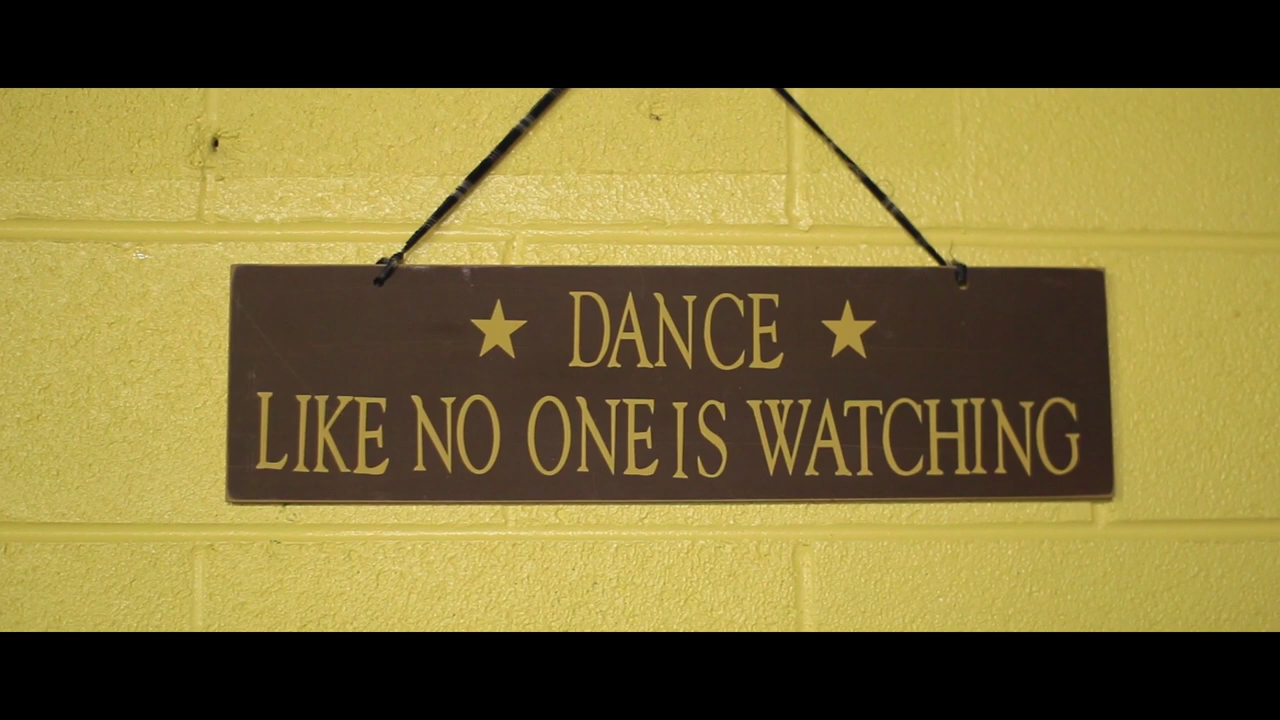 ★ DANCE ★
LIKE NO ONE IS WATCHING